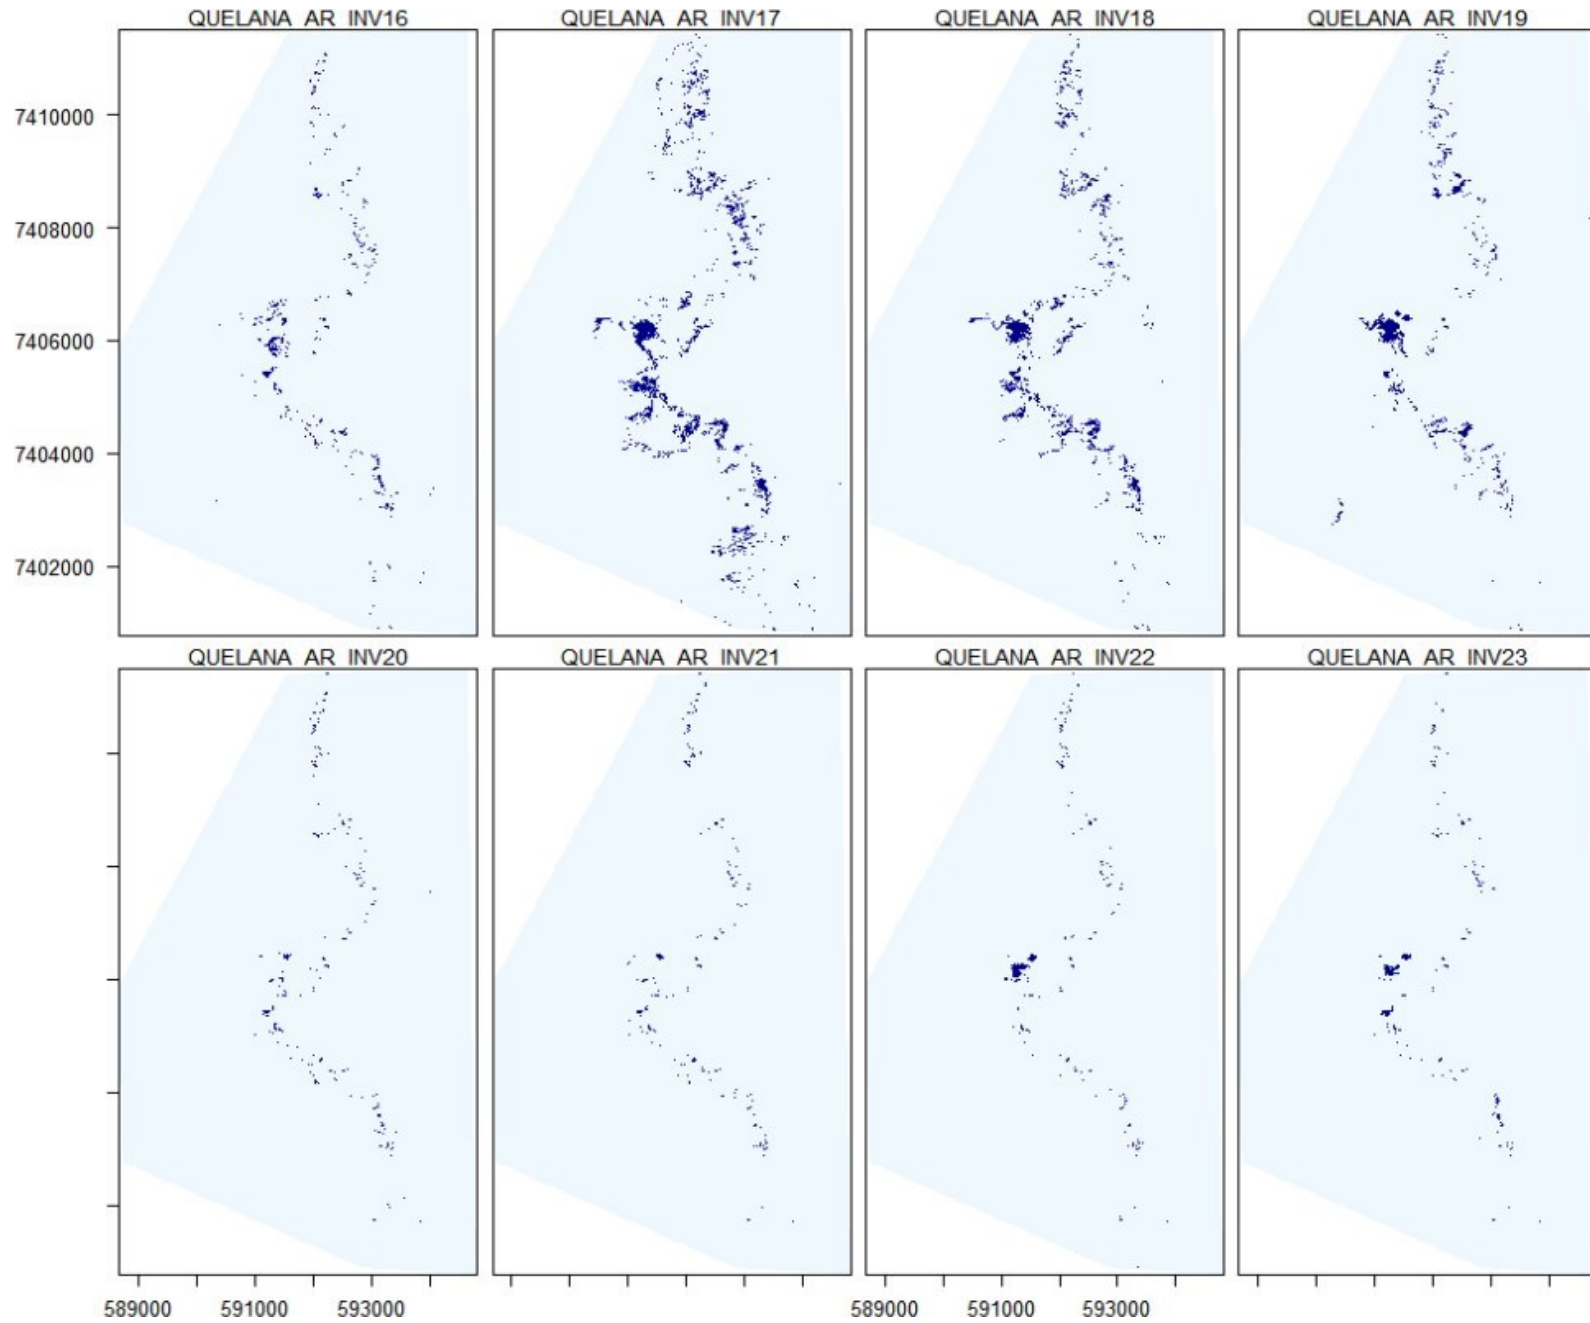 QUELANA AR INV16 QUELANA AR INV17 QUELANA AR INV18 QUELANA AR INV19
7410000
7408000
7406000
7404000
7402000
QUELANA AR INV20 QUELANA AR INV21 QUELANA AR INV22 QUELANA AR INV23
589000 591000 593000 589000 591000 593000